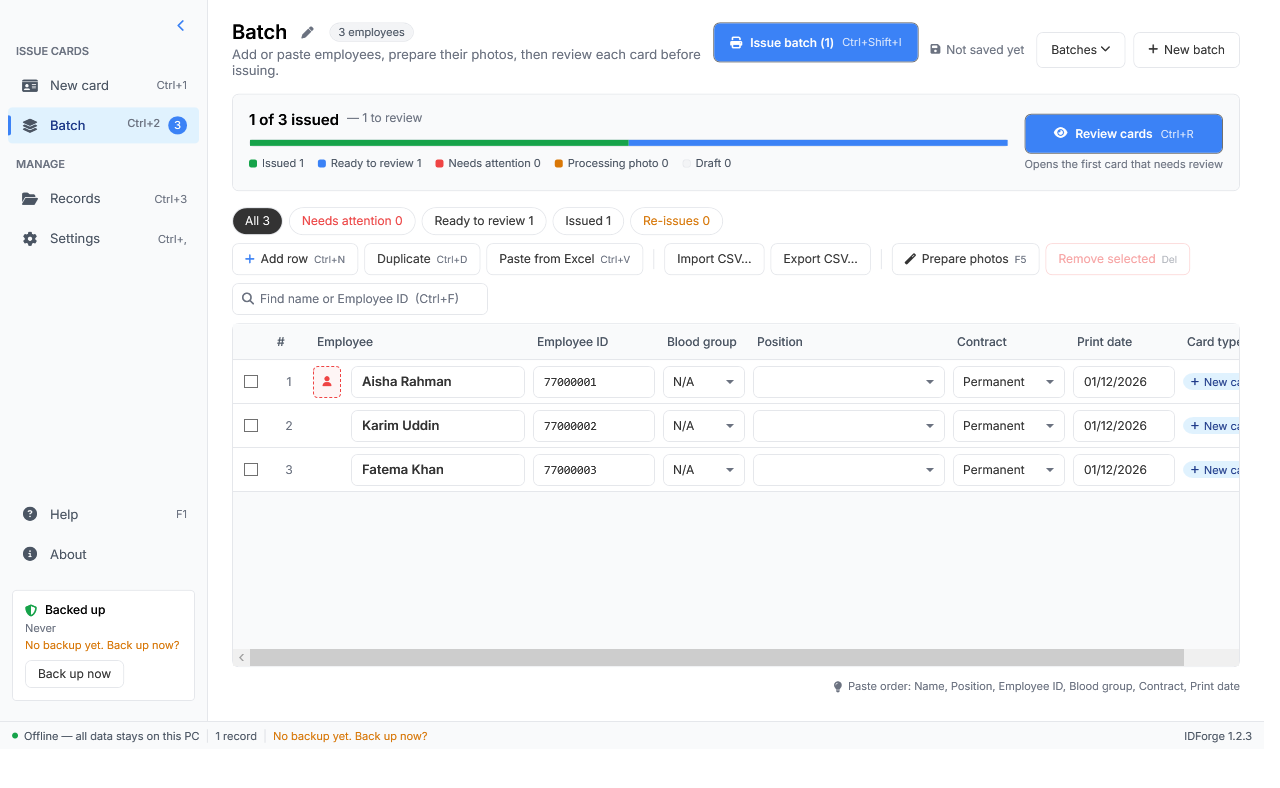 ISSUE CARDS
New card Ctrl+1
Batch Ctrl+2 3
MANAGE
Records Ctrl+3
Settings Ctrl+,
Help F1
About
Backed up
Never
No backup yet. Back up now?
Back up now
Batch 3 employees
Add or paste employees, prepare their photos, then review each card before
issuing.
Issue batch (1) Ctrl+Shift+I
Not saved yet
Batches
+ New batch
1 of 3 issued — 1 to review
Issued 1 Ready to review 1 Needs attention 0 Processing photo 0 Draft 0
Review cards Ctrl+R
Opens the first card that needs review
All 3 Needs attention 0 Ready to review 1 Issued 1 Re-issues 0
+ Add row Ctrl+N Duplicate Ctrl+D Paste from Excel Ctrl+V Import CSV... Export CSV... Prepare photos F5 Remove selected Del
Find name or Employee ID (Ctrl+F)
# Employee Employee ID Blood group Position Contract Print date Card type
1 Aisha Rahman 77000001 N/A Permanent 01/12/2026 + New ca
2 Karim Uddin 77000002 N/A Permanent 01/12/2026 + New ca
3 Fatema Khan 77000003 N/A Permanent 01/12/2026 + New ca
Paste order: Name, Position, Employee ID, Blood group, Contract, Print date
Offline — all data stays on this PC 1 record No backup yet. Back up now? IDForge 1.2.3